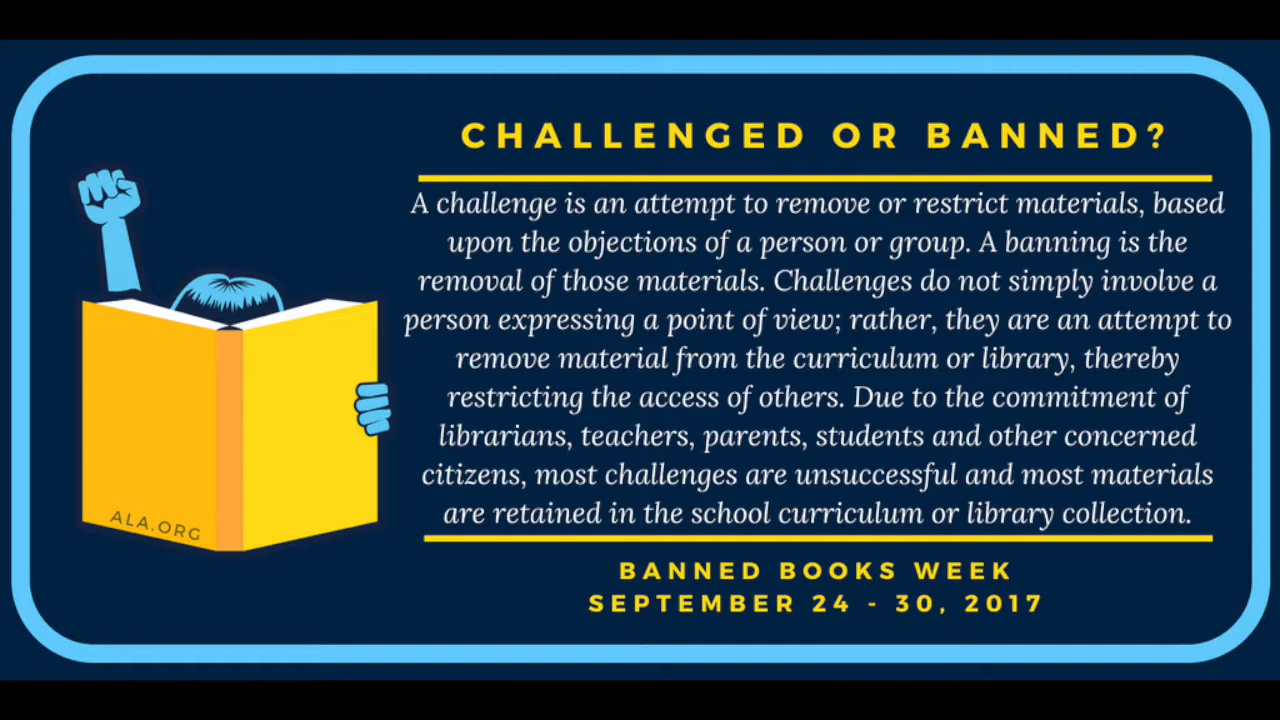 CHALLENGED OR BANNED?
A challenge is an attempt to remove or restrict materials, based
upon the objections of a person or group. A banning is the
removal of those materials. Challenges do not simply involve a
person expressing a point of view; rather, they are an attempt to
remove material from the curriculum or library, thereby
restricting the access of others. Due to the commitment of
librarians, teachers, parents, students and other concerned
citizens, most challenges are unsuccessful and most materials
are retained in the school curriculum or library collection.
ALA.ORG
BANNED BOOKS WEEK
SEPTEMBER 24 - 30, 2017